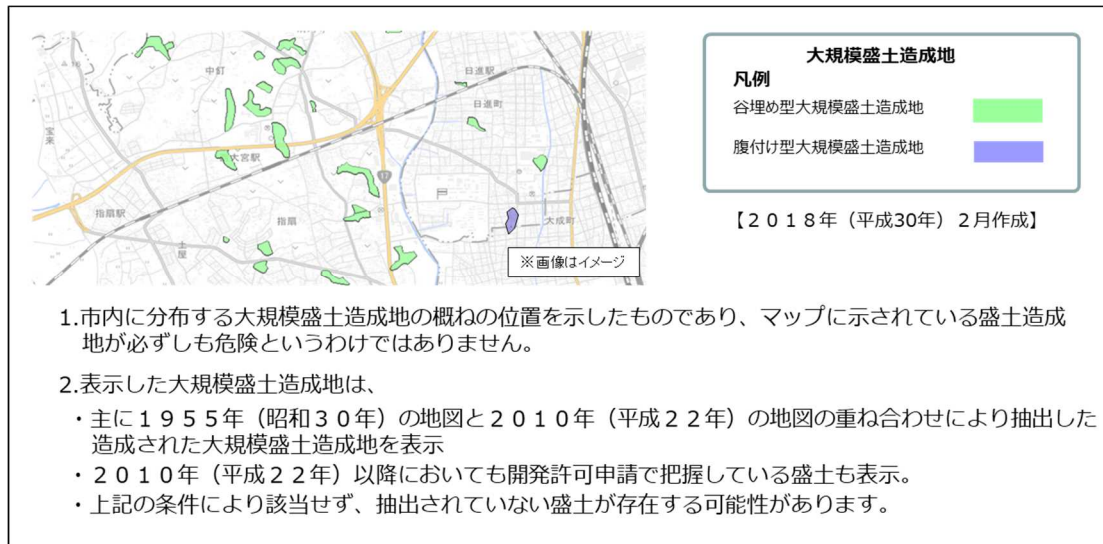 中釘
日進駅
日進町
宝来
大宮駅
17
指扇駅
指扇
大成町
土屋
※画像はイメージ
大規模盛土造成地
凡例
谷埋め型大規模盛土造成地
腹付け型大規模盛土造成地
【２０１８年（平成30年）２月作成】
1.市内に分布する大規模盛土造成地の概ねの位置を示したものであり、マップに示されている盛土造成
地が必ずしも危険というわけではありません。
2.表示した大規模盛土造成地は、
・主に１９５５年（昭和３０年）の地図と２０１０年（平成２２年）の地図の重ね合わせにより抽出した
造成された大規模盛土造成地を表示
・２０１０年（平成２２年）以降においても開発許可申請で把握している盛土も表示。
・上記の条件により該当せず、抽出されていない盛土が存在する可能性があります。